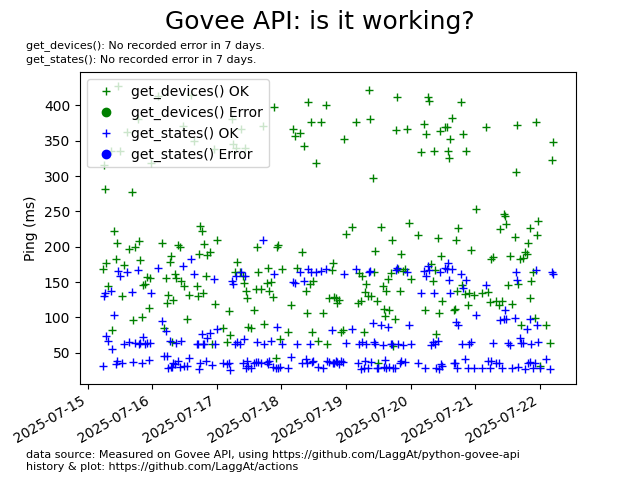 Govee API: is it working?
get_devices(): No recorded error in 7 days.
get_states(): No recorded error in 7 days.
get_devices() OK
get_devices() Error
get_states() OK
get_states() Error
Ping (ms)
400
350
300
250
200
150
100
50
2025-07-15
2025-07-16
2025-07-17
2025-07-18
2025-07-19
2025-07-20
2025-07-21
2025-07-22
data source: Measured on Govee API, using https://github.com/LaggAt/python-govee-api
history & plot: https://github.com/LaggAt/actions